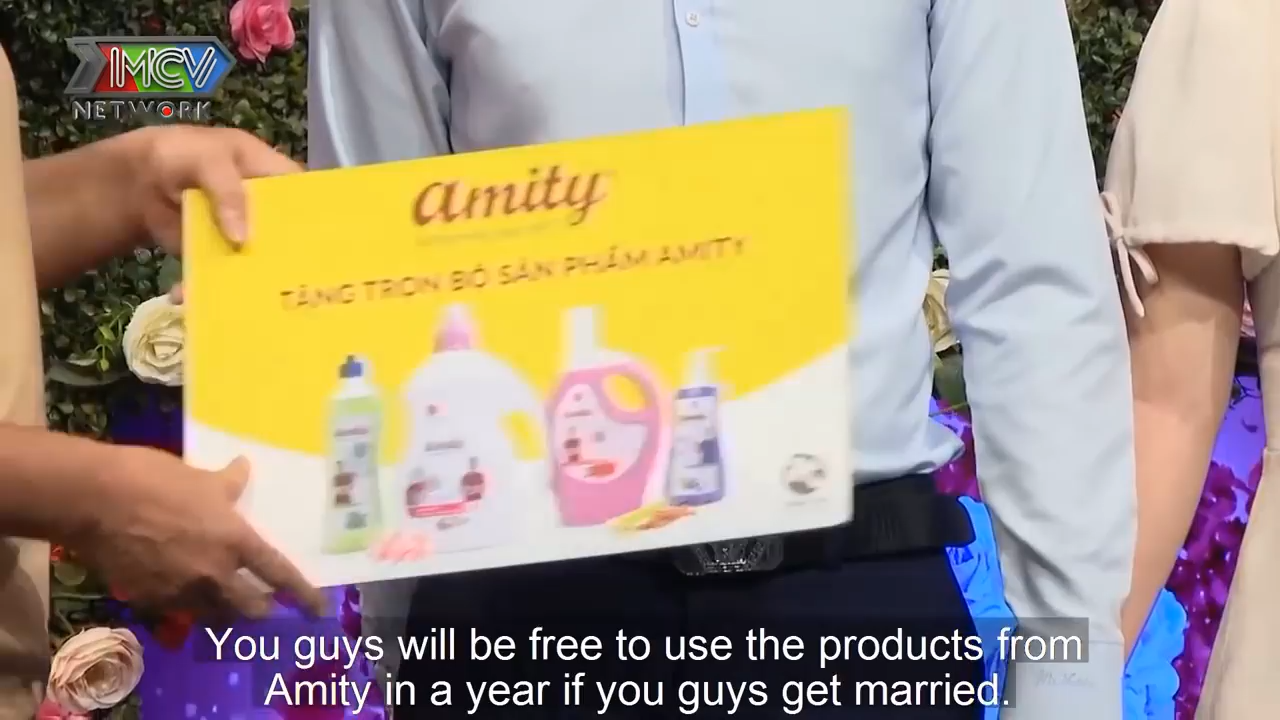 MCV
NETWORK
amity
TẶNG TRỌN BỘ SẢN PHẨM AMITY
You guys will be free to use the products from
Amity in a year if you guys get married.